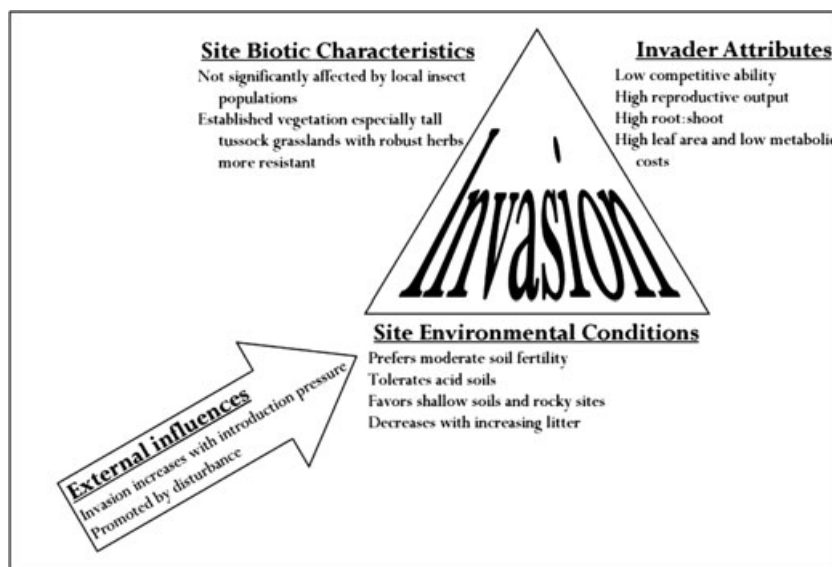 Site Biotic Characteristics
Not significantly affected by local insect
populations
Established vegetation especially tall
tussock grasslands with robust herbs
more resistant
Invader Attributes
Low competitive ability
High reproductive output
High root:shoot
High leaf area and low metabolic
costs
Invasion
Site Environmental Conditions
Prefers moderate soil fertility
Tolerates acid soils
Favors shallow soils and rocky sites
Decreases with increasing litter
External influences
Invasion increases with introduction pressure
Promoted by disturbance